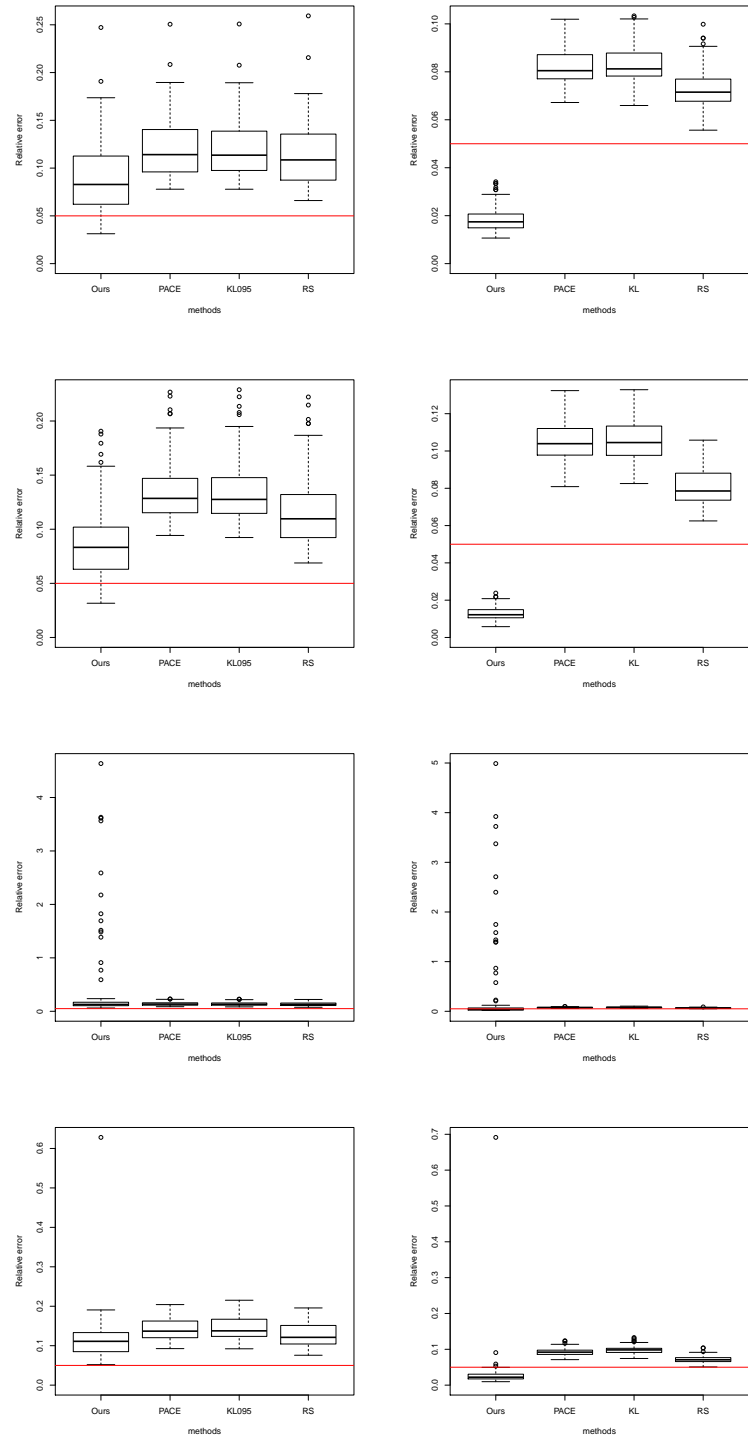 Relative error
0.00 0.05 0.10 0.15 0.20 0.25
Ours PACE KL095 RS
methods
Relative error
0.00 0.02 0.04 0.06 0.08 0.10
Ours PACE KL RS
methods
Relative error
0.00 0.05 0.10 0.15 0.20
Ours PACE KL095 RS
methods
Relative error
0.00 0.02 0.04 0.06 0.08 0.10 0.12
Ours PACE KL RS
methods
Relative error
0 1 2 3 4
Ours PACE KL095 RS
methods
Relative error
0 1 2 3 4 5
Ours PACE KL RS
methods
Relative error
0.0 0.1 0.2 0.3 0.4 0.5 0.6
Ours PACE KL095 RS
methods
Relative error
0.0 0.1 0.2 0.3 0.4 0.5 0.6 0.7
Ours PACE KL RS
methods